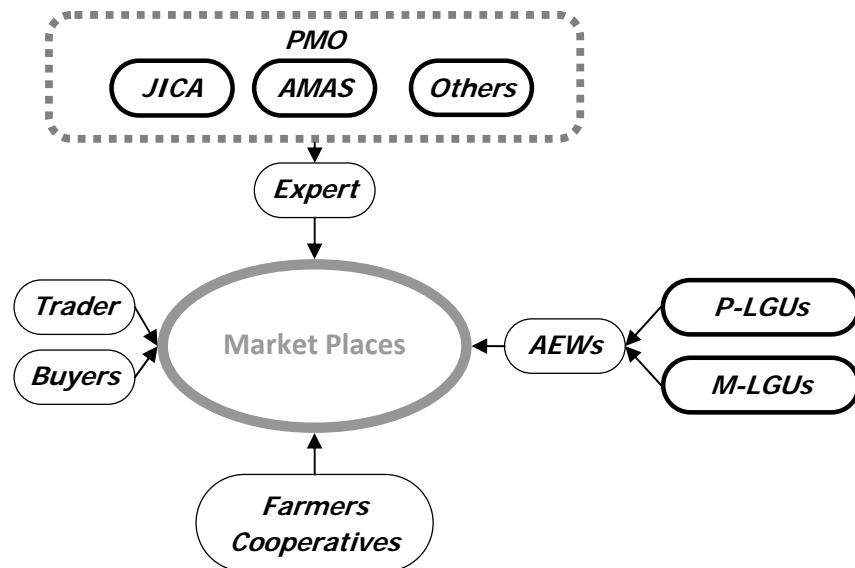 PMO
JICA
AMAS
Others
Expert
Trader
Buyers
Market Places
AEWs
P-LGUs
M-LGUs
Farmers
Cooperatives